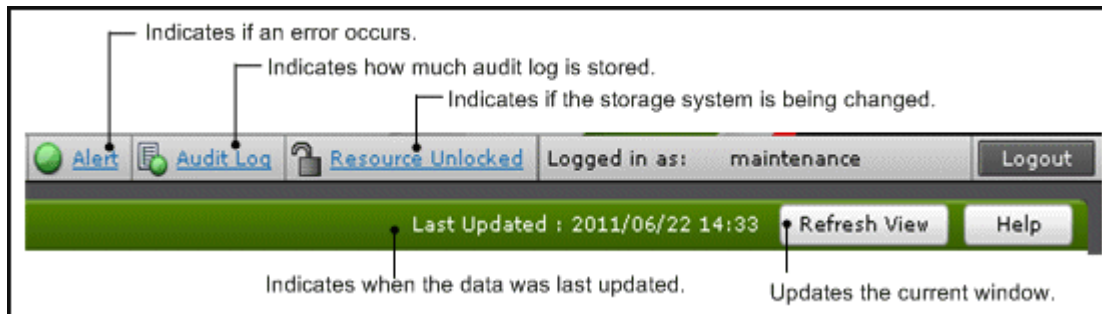 Indicates if an error occurs.
Indicates how much audit log is stored.
Indicates if the storage system is being changed.
Alert Audit Log Resource Unlocked Logged in as: maintenance Logout
Last Updated : 2011/06/22 14:33 Refresh View Help
Indicates when the data was last updated.
Updates the current window.